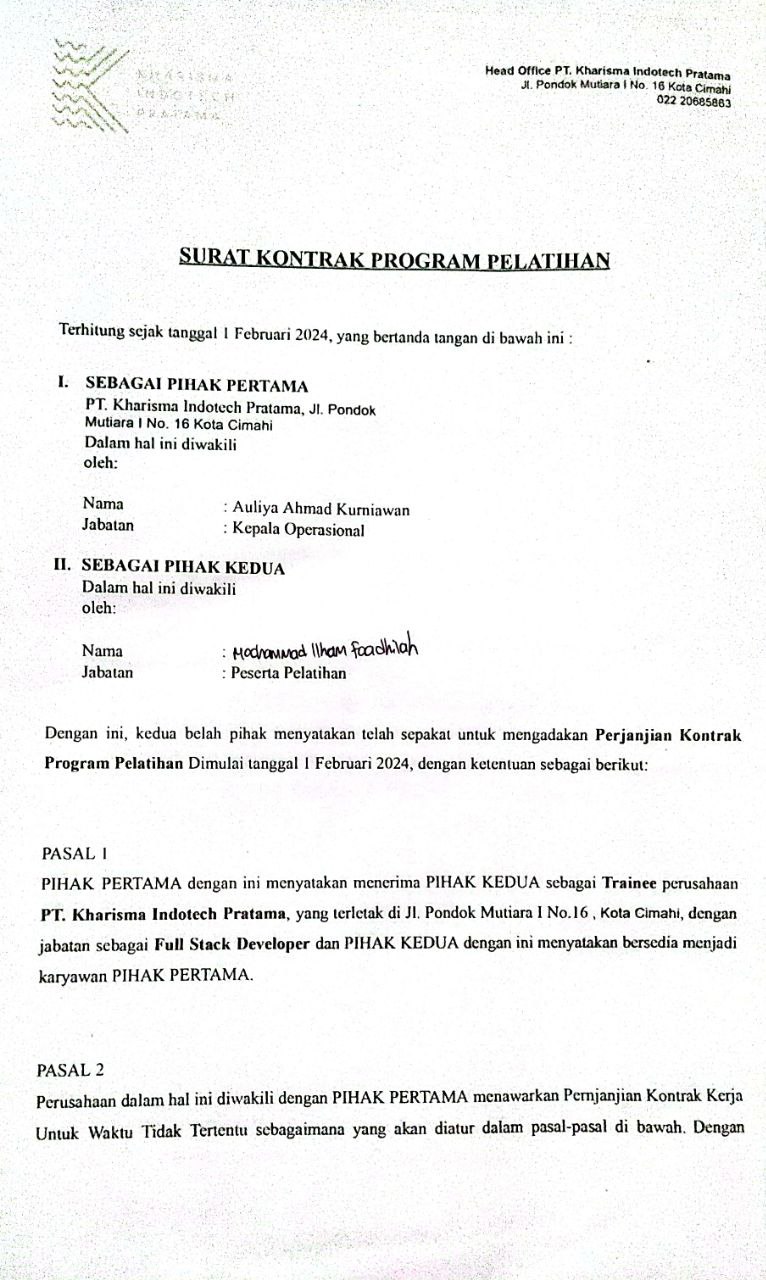 KHARISMA
INDOTECH
PRATAMA
Head Office PT. Kharisma Indotech Pratama
Jl. Pondok Mutiara I No. 16 Kota Cimahi
022 20685863
SURAT KONTRAK PROGRAM PELATIHAN
Terhitung sejak tanggal 1 Februari 2024, yang bertanda tangan di bawah ini :
I. SEBAGAI PIHAK PERTAMA
PT. Kharisma Indotech Pratama, Jl. Pondok
Mutiara I No. 16 Kota Cimahi
Dalam hal ini diwakili
oleh:
Nama : Auliya Ahmad Kurniawan
Jabatan : Kepala Operasional
II. SEBAGAI PIHAK KEDUA
Dalam hal ini diwakili
oleh:
Nama : Mochammad Ilham Faadhilah
Jabatan : Peserta Pelatihan
Dengan ini, kedua belah pihak menyatakan telah sepakat untuk mengadakan Perjanjian Kontrak
Program Pelatihan Dimulai tanggal 1 Februari 2024, dengan ketentuan sebagai berikut:
PASAL 1
PIHAK PERTAMA dengan ini menyatakan menerima PIHAK KEDUA sebagai Trainee perusahaan
PT. Kharisma Indotech Pratama, yang terletak di Jl. Pondok Mutiara I No.16 , Kota Cimahi, dengan
jabatan sebagai Full Stack Developer dan PIHAK KEDUA dengan ini menyatakan bersedia menjadi
karyawan PIHAK PERTAMA.
PASAL 2
Perusahaan dalam hal ini diwakili dengan PIHAK PERTAMA menawarkan Pernjanjian Kontrak Kerja
Untuk Waktu Tidak Tertentu sebagaimana yang akan diatur dalam pasal-pasal di bawah. Dengan